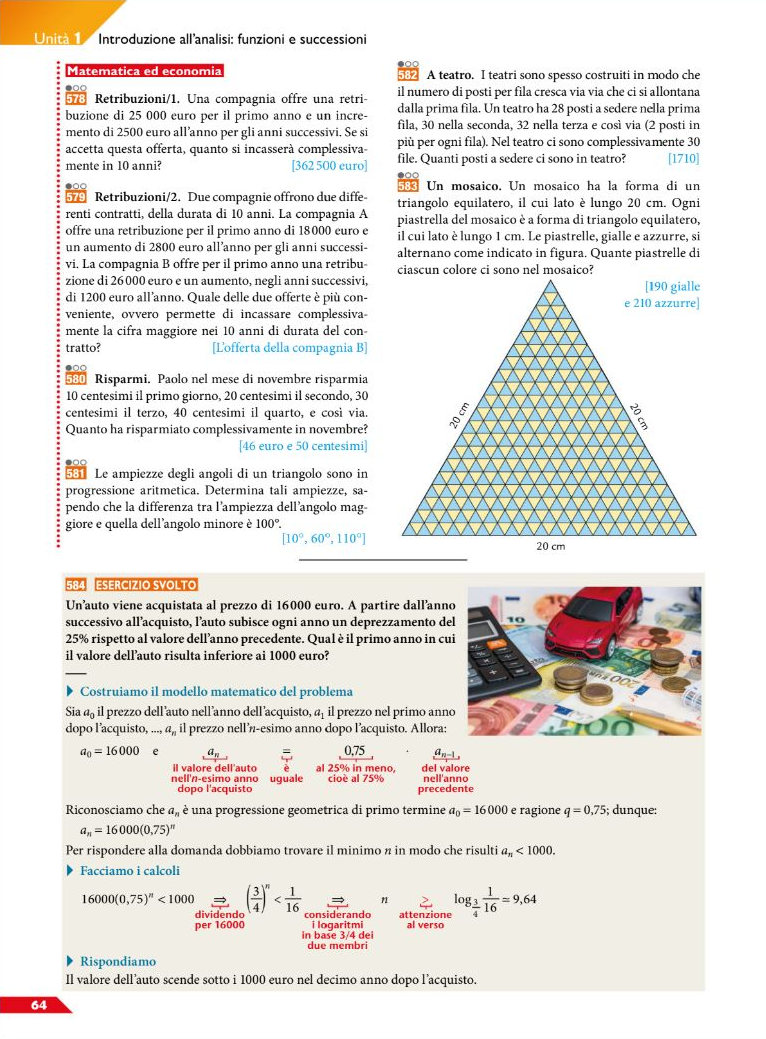 Unità 1 Introduzione all'analisi: funzioni e successioni
Matematica ed economia
578 Retribuzioni/1. Una compagnia offre una retri-
buzione di 25 000 euro per il primo anno e un incre-
mento di 2500 euro all'anno per gli anni successivi. Se si
accetta questa offerta, quanto si incasserà complessiva-
mente in 10 anni? [362 500 euro]
579 Retribuzioni/2. Due compagnie offrono due diffe-
renti contratti, della durata di 10 anni. La compagnia A
offre una retribuzione per il primo anno di 18 000 euro e
un aumento di 2800 euro all'anno per gli anni successi-
vi. La compagnia B offre per il primo anno una retribu-
zione di 26 000 euro e un aumento, negli anni successivi,
di 1200 euro all'anno. Quale delle due offerte è più con-
veniente, ovvero permette di incassare complessiva-
mente la cifra maggiore nei 10 anni di durata del con-
tratto? [L'offerta della compagnia B]
580 Risparmi. Paolo nel mese di novembre risparmia
10 centesimi il primo giorno, 20 centesimi il secondo, 30
centesimi il terzo, 40 centesimi il quarto, e così via.
Quanto ha risparmiato complessivamente in novembre?
[46 euro e 50 centesimi]
581 Le ampiezze degli angoli di un triangolo sono in
progressione aritmetica. Determina tali ampiezze, sa-
pendo che la differenza tra l'ampiezza dell'angolo mag-
giore e quella dell'angolo minore è 100°.
[10°, 60°, 110°]
582 A teatro. I teatri sono spesso costruiti in modo che
il numero di posti per fila cresca via via che ci si allontana
dalla prima fila. Un teatro ha 28 posti a sedere nella prima
fila, 30 nella seconda, 32 nella terza e così via (2 posti in
più per ogni fila). Nel teatro ci sono complessivamente 30
file. Quanti posti a sedere ci sono in teatro? [1710]
583 Un mosaico. Un mosaico ha la forma di un
triangolo equilatero, il cui lato è lungo 20 cm. Ogni
piastrella del mosaico è a forma di triangolo equilatero,
il cui lato è lungo 1 cm. Le piastrelle, gialle e azzurre, si
alternano come indicato in figura. Quante piastrelle di
ciascun colore ci sono nel mosaico?
[190 gialle
e 210 azzurre]
20 cm
20 cm
20 cm
584 ESERCIZIO SVOLTO
Un'auto viene acquistata al prezzo di 16 000 euro. A partire dall'anno
successivo all'acquisto, l'auto subisce ogni anno un deprezzamento del
25% rispetto al valore dell'anno precedente. Qual è il primo anno in cui
il valore dell'auto risulta inferiore ai 1000 euro?
Costruiamo il modello matematico del problema
Sia a₀ il prezzo dell'auto nell'anno dell'acquisto, a₁ il prezzo nel primo anno
dopo l'acquisto, ..., aₙ il prezzo nell'n-esimo anno dopo l'acquisto. Allora:
a₀ = 16 000 e aₙ = 0,75 · aₙ₋₁
il valore dell'auto è al 25% in meno, del valore
nell'n-esimo anno uguale cioè al 75% nell'anno
dopo l'acquisto precedente
Riconosciamo che aₙ è una progressione geometrica di primo termine a₀ = 16 000 e ragione q = 0,75; dunque:
aₙ = 16 000(0,75)ⁿ
Per rispondere alla domanda dobbiamo trovare il minimo n in modo che risulti aₙ < 1000.
Facciamo i calcoli
16000(0,75)ⁿ < 1000 ⇒ (3/4)ⁿ < 1/16 ⇒ n > log₃/₄ 1/16 ≃ 9,64
dividendo considerando attenzione
per 16000 i logaritmi al verso
in base 3/4 dei
due membri
Rispondiamo
Il valore dell'auto scende sotto i 1000 euro nel decimo anno dopo l'acquisto.
64